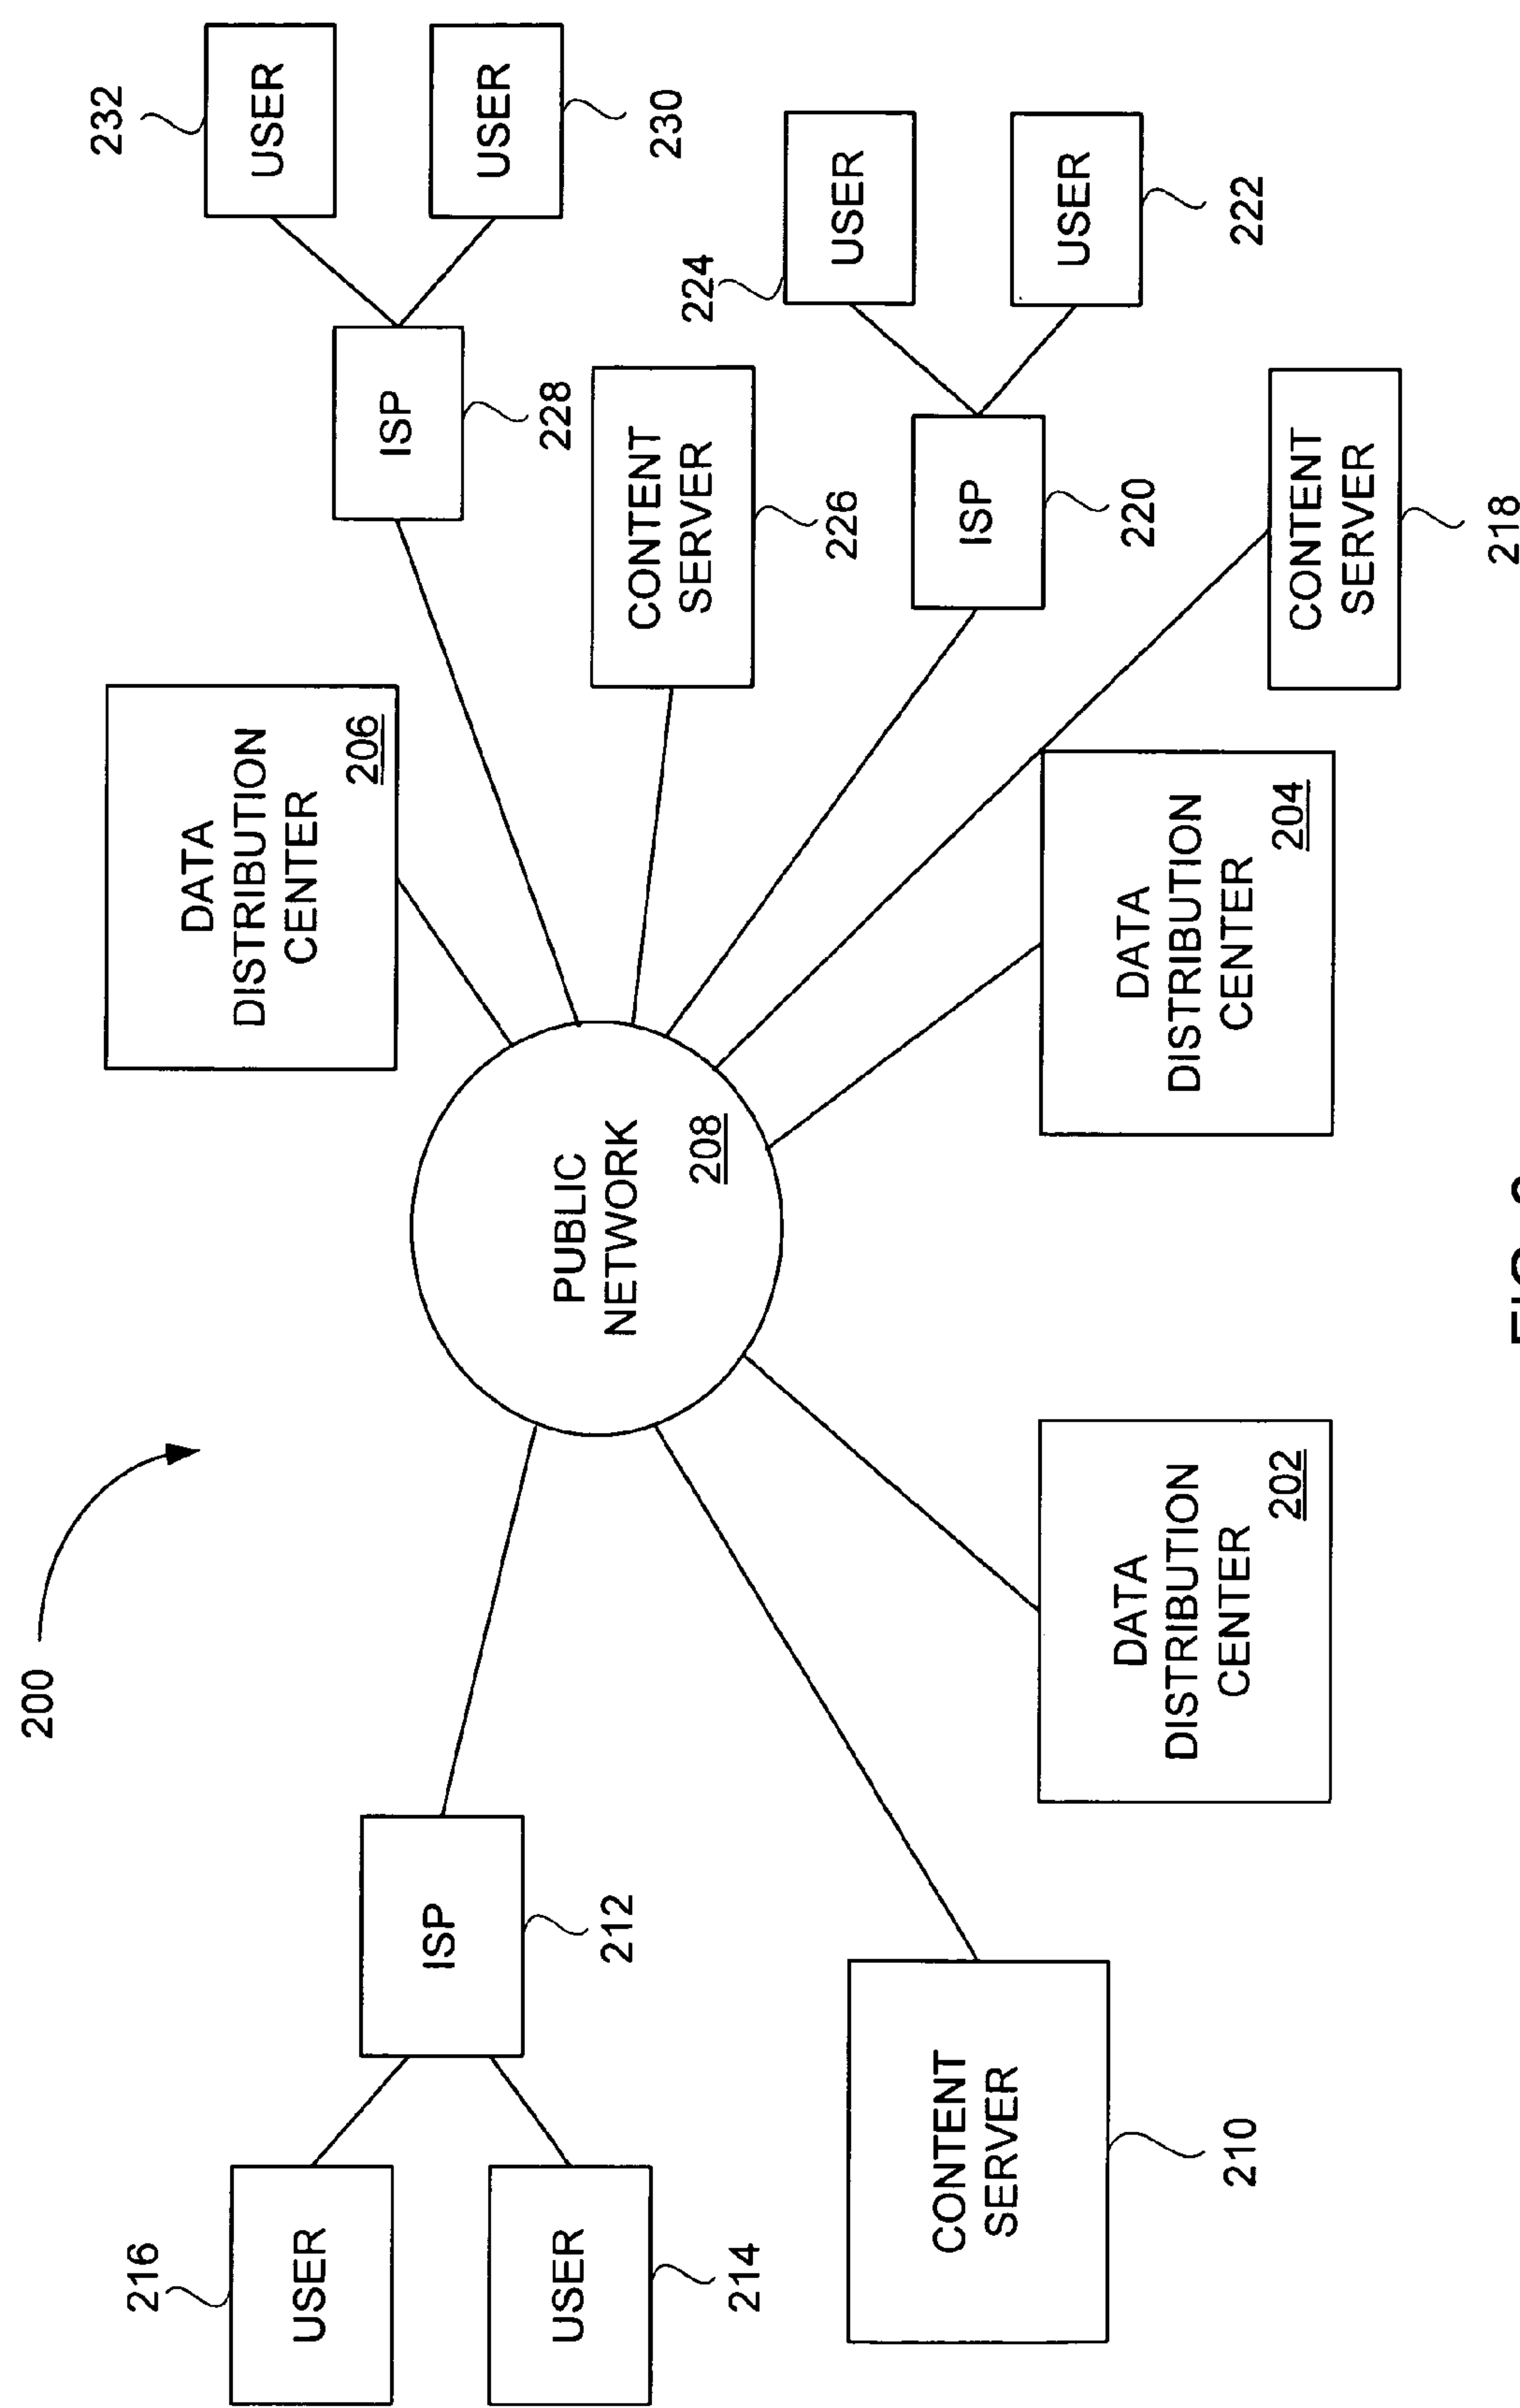 200
216
USER
USER
214
ISP
212
CONTENT
SERVER
210
DATA
DISTRIBUTION
CENTER
202
PUBLIC
NETWORK
208
DATA
DISTRIBUTION
CENTER
206
DATA
DISTRIBUTION
CENTER
204
ISP
228
232
USER
USER
230
CONTENT
SERVER
226
ISP
220
224
USER
USER
222
CONTENT
SERVER
218
FIG.